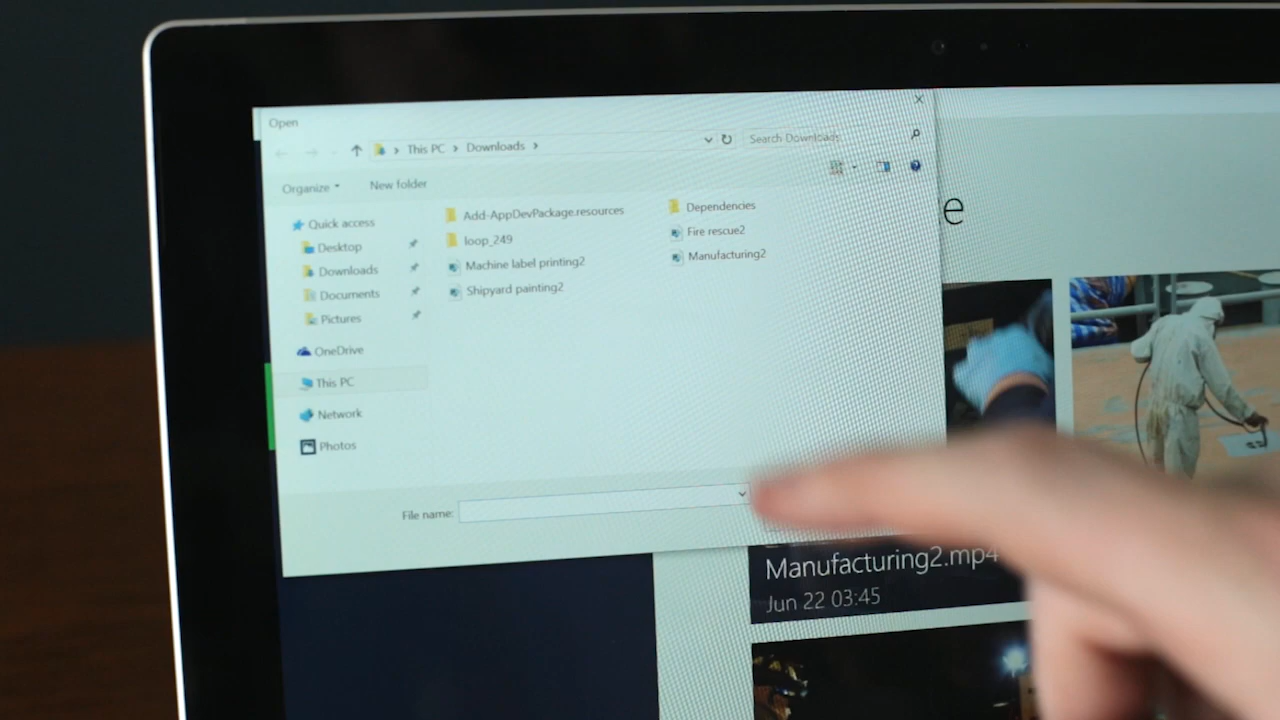 Open
This PC > Downloads >
Search Downloads
Organize
New folder
Quick access
Desktop
Downloads
Documents
Pictures
OneDrive
This PC
Network
Photos
Add-AppDevPackage.resources
loop_249
Machine label printing2
Shipyard painting2
Dependencies
Fire rescue2
Manufacturing2
File name:
e
Manufacturing2.mp4
Jun 22 03:45